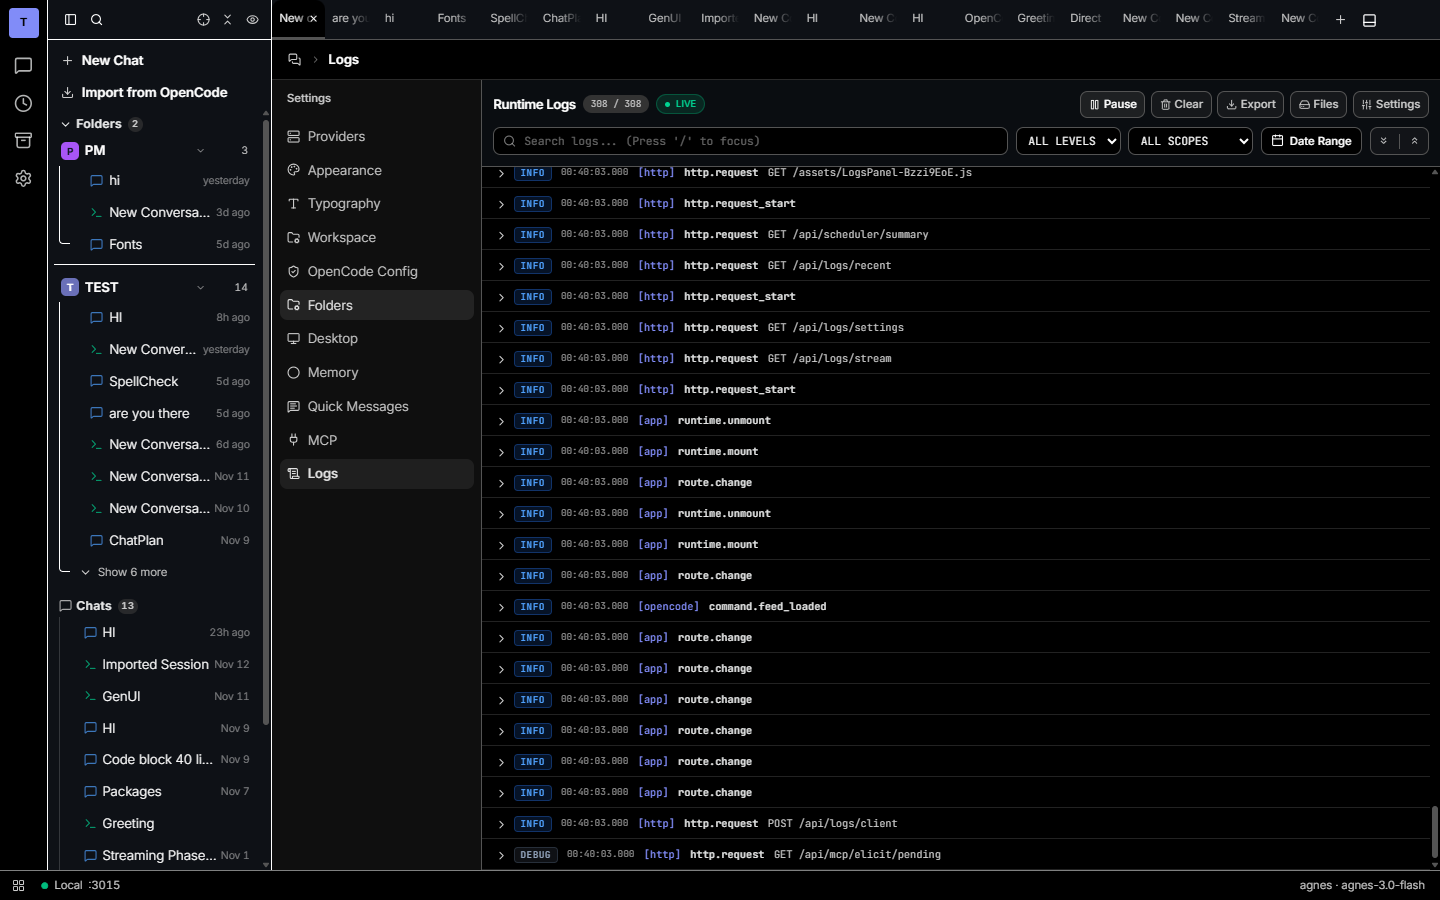 T
New
are yo
hi
Fonts
SpellC
ChatPl
HI
GenUI
Import
New C
HI
New C
HI
OpenC
Greetin
Direct
New C
New C
Stream
New C
New Chat
Import from OpenCode
Folders 2
P PM 3
hi yesterday
New Conversa... 3d ago
Fonts 5d ago
T TEST 14
HI 8h ago
New Conver... yesterday
SpellCheck 5d ago
are you there 5d ago
New Conversa... 6d ago
New Conversa... Nov 11
New Conversa... Nov 10
ChatPlan Nov 9
Show 6 more
Chats 13
HI 23h ago
Imported Session Nov 12
GenUI Nov 11
HI Nov 9
Code block 40 li... Nov 9
Packages Nov 7
Greeting
Streaming Phase... Nov 1
Logs
Settings
Providers
Appearance
Typography
Workspace
OpenCode Config
Folders
Desktop
Memory
Quick Messages
MCP
Logs
Runtime Logs 308 / 308 LIVE
Pause Clear Export Files Settings
Search logs... (Press '/' to focus) ALL LEVELS ALL SCOPES Date Range
INFO 00:40:03.000 [http] http.request GET /assets/LogsPanel-Bzzi9EoE.js
INFO 00:40:03.000 [http] http.request_start
INFO 00:40:03.000 [http] http.request GET /api/scheduler/summary
INFO 00:40:03.000 [http] http.request GET /api/logs/recent
INFO 00:40:03.000 [http] http.request_start
INFO 00:40:03.000 [http] http.request GET /api/logs/settings
INFO 00:40:03.000 [http] http.request GET /api/logs/stream
INFO 00:40:03.000 [http] http.request_start
INFO 00:40:03.000 [app] runtime.unmount
INFO 00:40:03.000 [app] runtime.mount
INFO 00:40:03.000 [app] route.change
INFO 00:40:03.000 [app] runtime.unmount
INFO 00:40:03.000 [app] runtime.mount
INFO 00:40:03.000 [app] route.change
INFO 00:40:03.000 [opencode] command.feed_loaded
INFO 00:40:03.000 [app] route.change
INFO 00:40:03.000 [app] route.change
INFO 00:40:03.000 [app] route.change
INFO 00:40:03.000 [app] route.change
INFO 00:40:03.000 [app] route.change
INFO 00:40:03.000 [app] route.change
INFO 00:40:03.000 [http] http.request POST /api/logs/client
DEBUG 00:40:03.000 [http] http.request GET /api/mcp/elicit/pending
Local :3015
agnes · agnes-3.0-flash